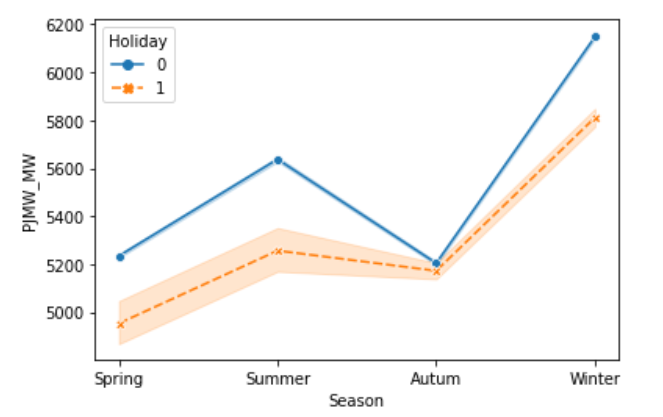 6200
6000
5800
5600
5400
5200
5000
PJMW_MW
Holiday
0
1
Spring
Summer
Autum
Winter
Season